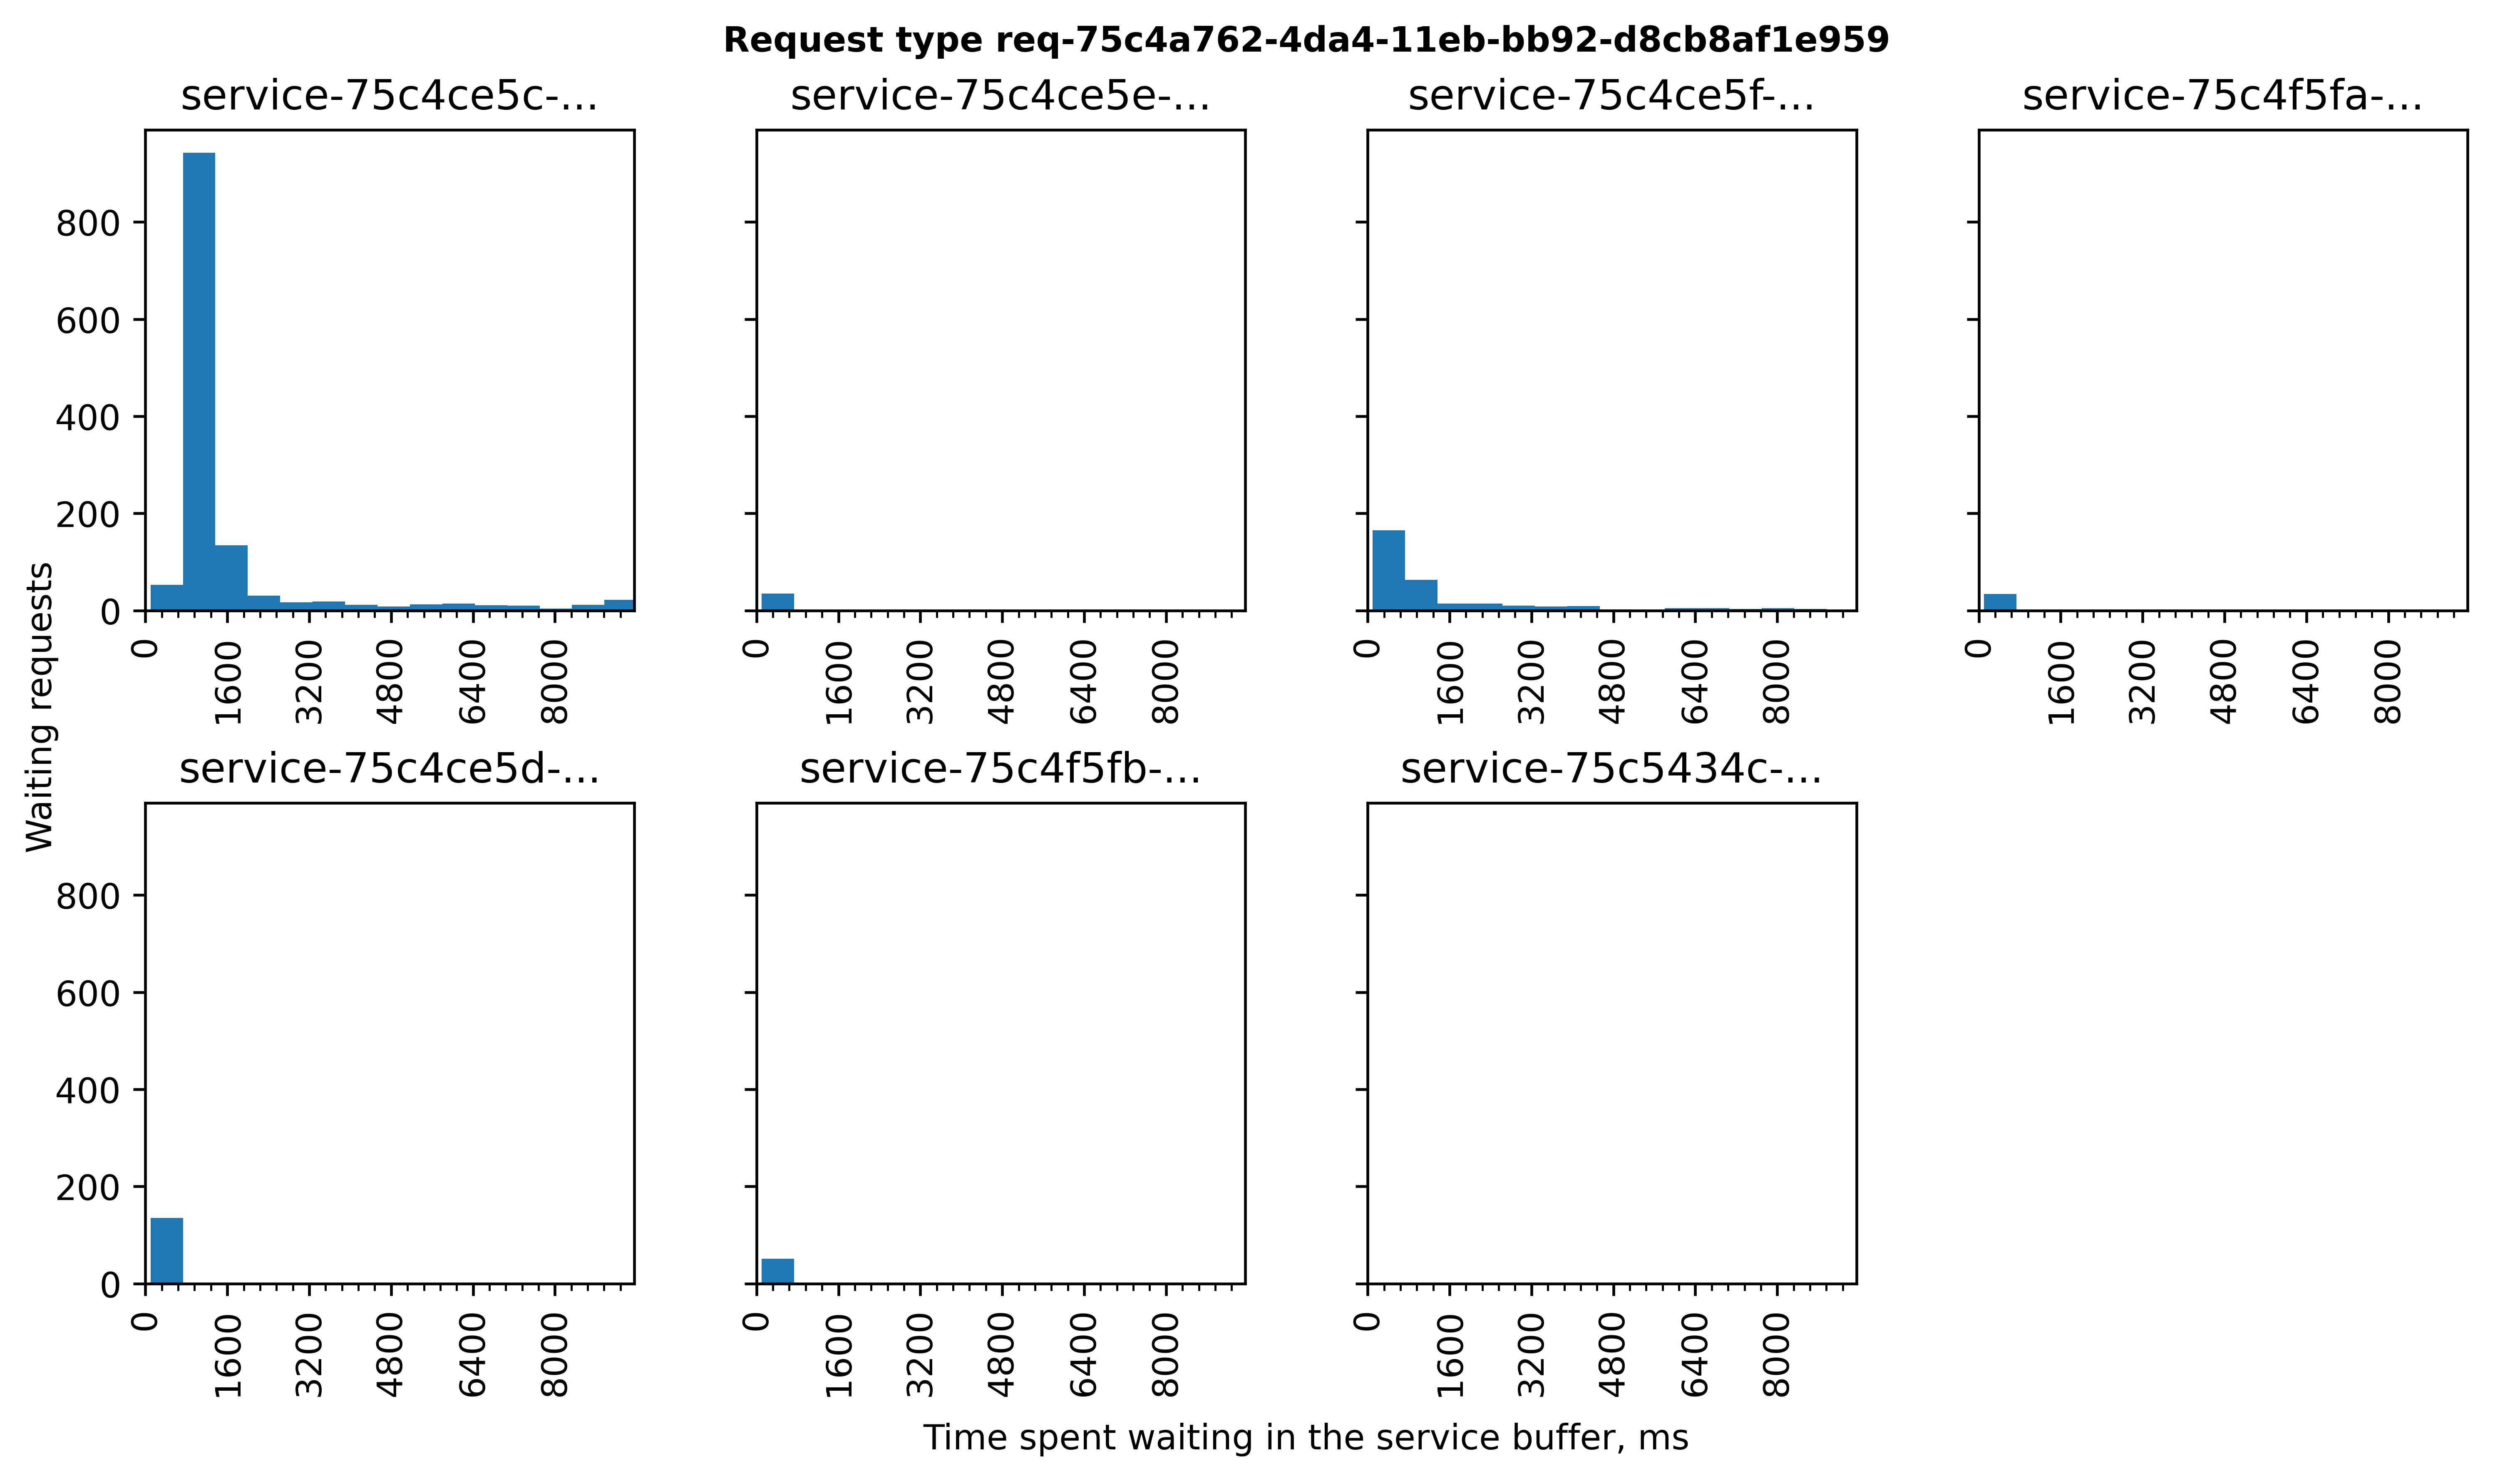 Request type req-75c4a762-4da4-11eb-bb92-d8cb8af1e959
service-75c4ce5c-...
service-75c4ce5e-...
service-75c4ce5f-...
service-75c4f5fa-...
800
600
400
200
0
0 1600 3200 4800 6400 8000
0 1600 3200 4800 6400 8000
0 1600 3200 4800 6400 8000
0 1600 3200 4800 6400 8000
Waiting requests
service-75c4ce5d-...
service-75c4f5fb-...
service-75c5434c-...
800
600
400
200
0
0 1600 3200 4800 6400 8000
0 1600 3200 4800 6400 8000
0 1600 3200 4800 6400 8000
Time spent waiting in the service buffer, ms